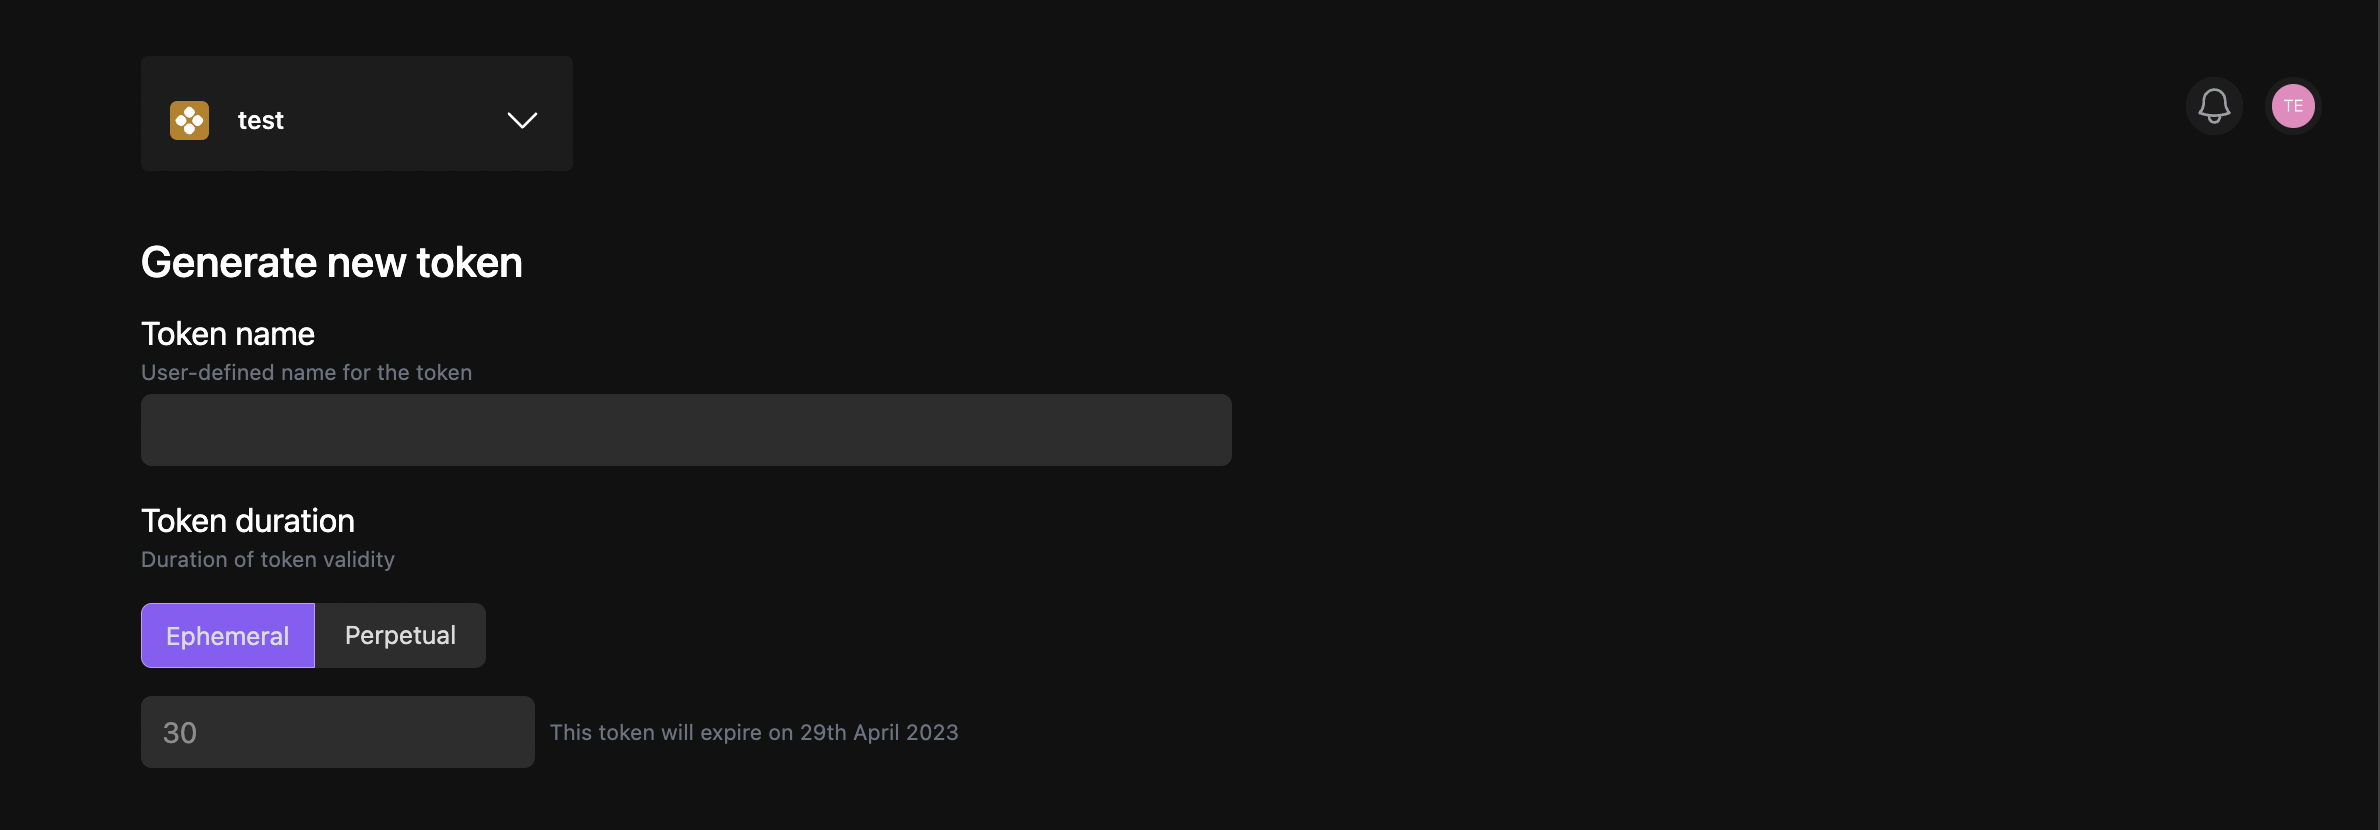 test
TE
Generate new token
Token name
User-defined name for the token
Token duration
Duration of token validity
Ephemeral Perpetual
30 This token will expire on 29th April 2023